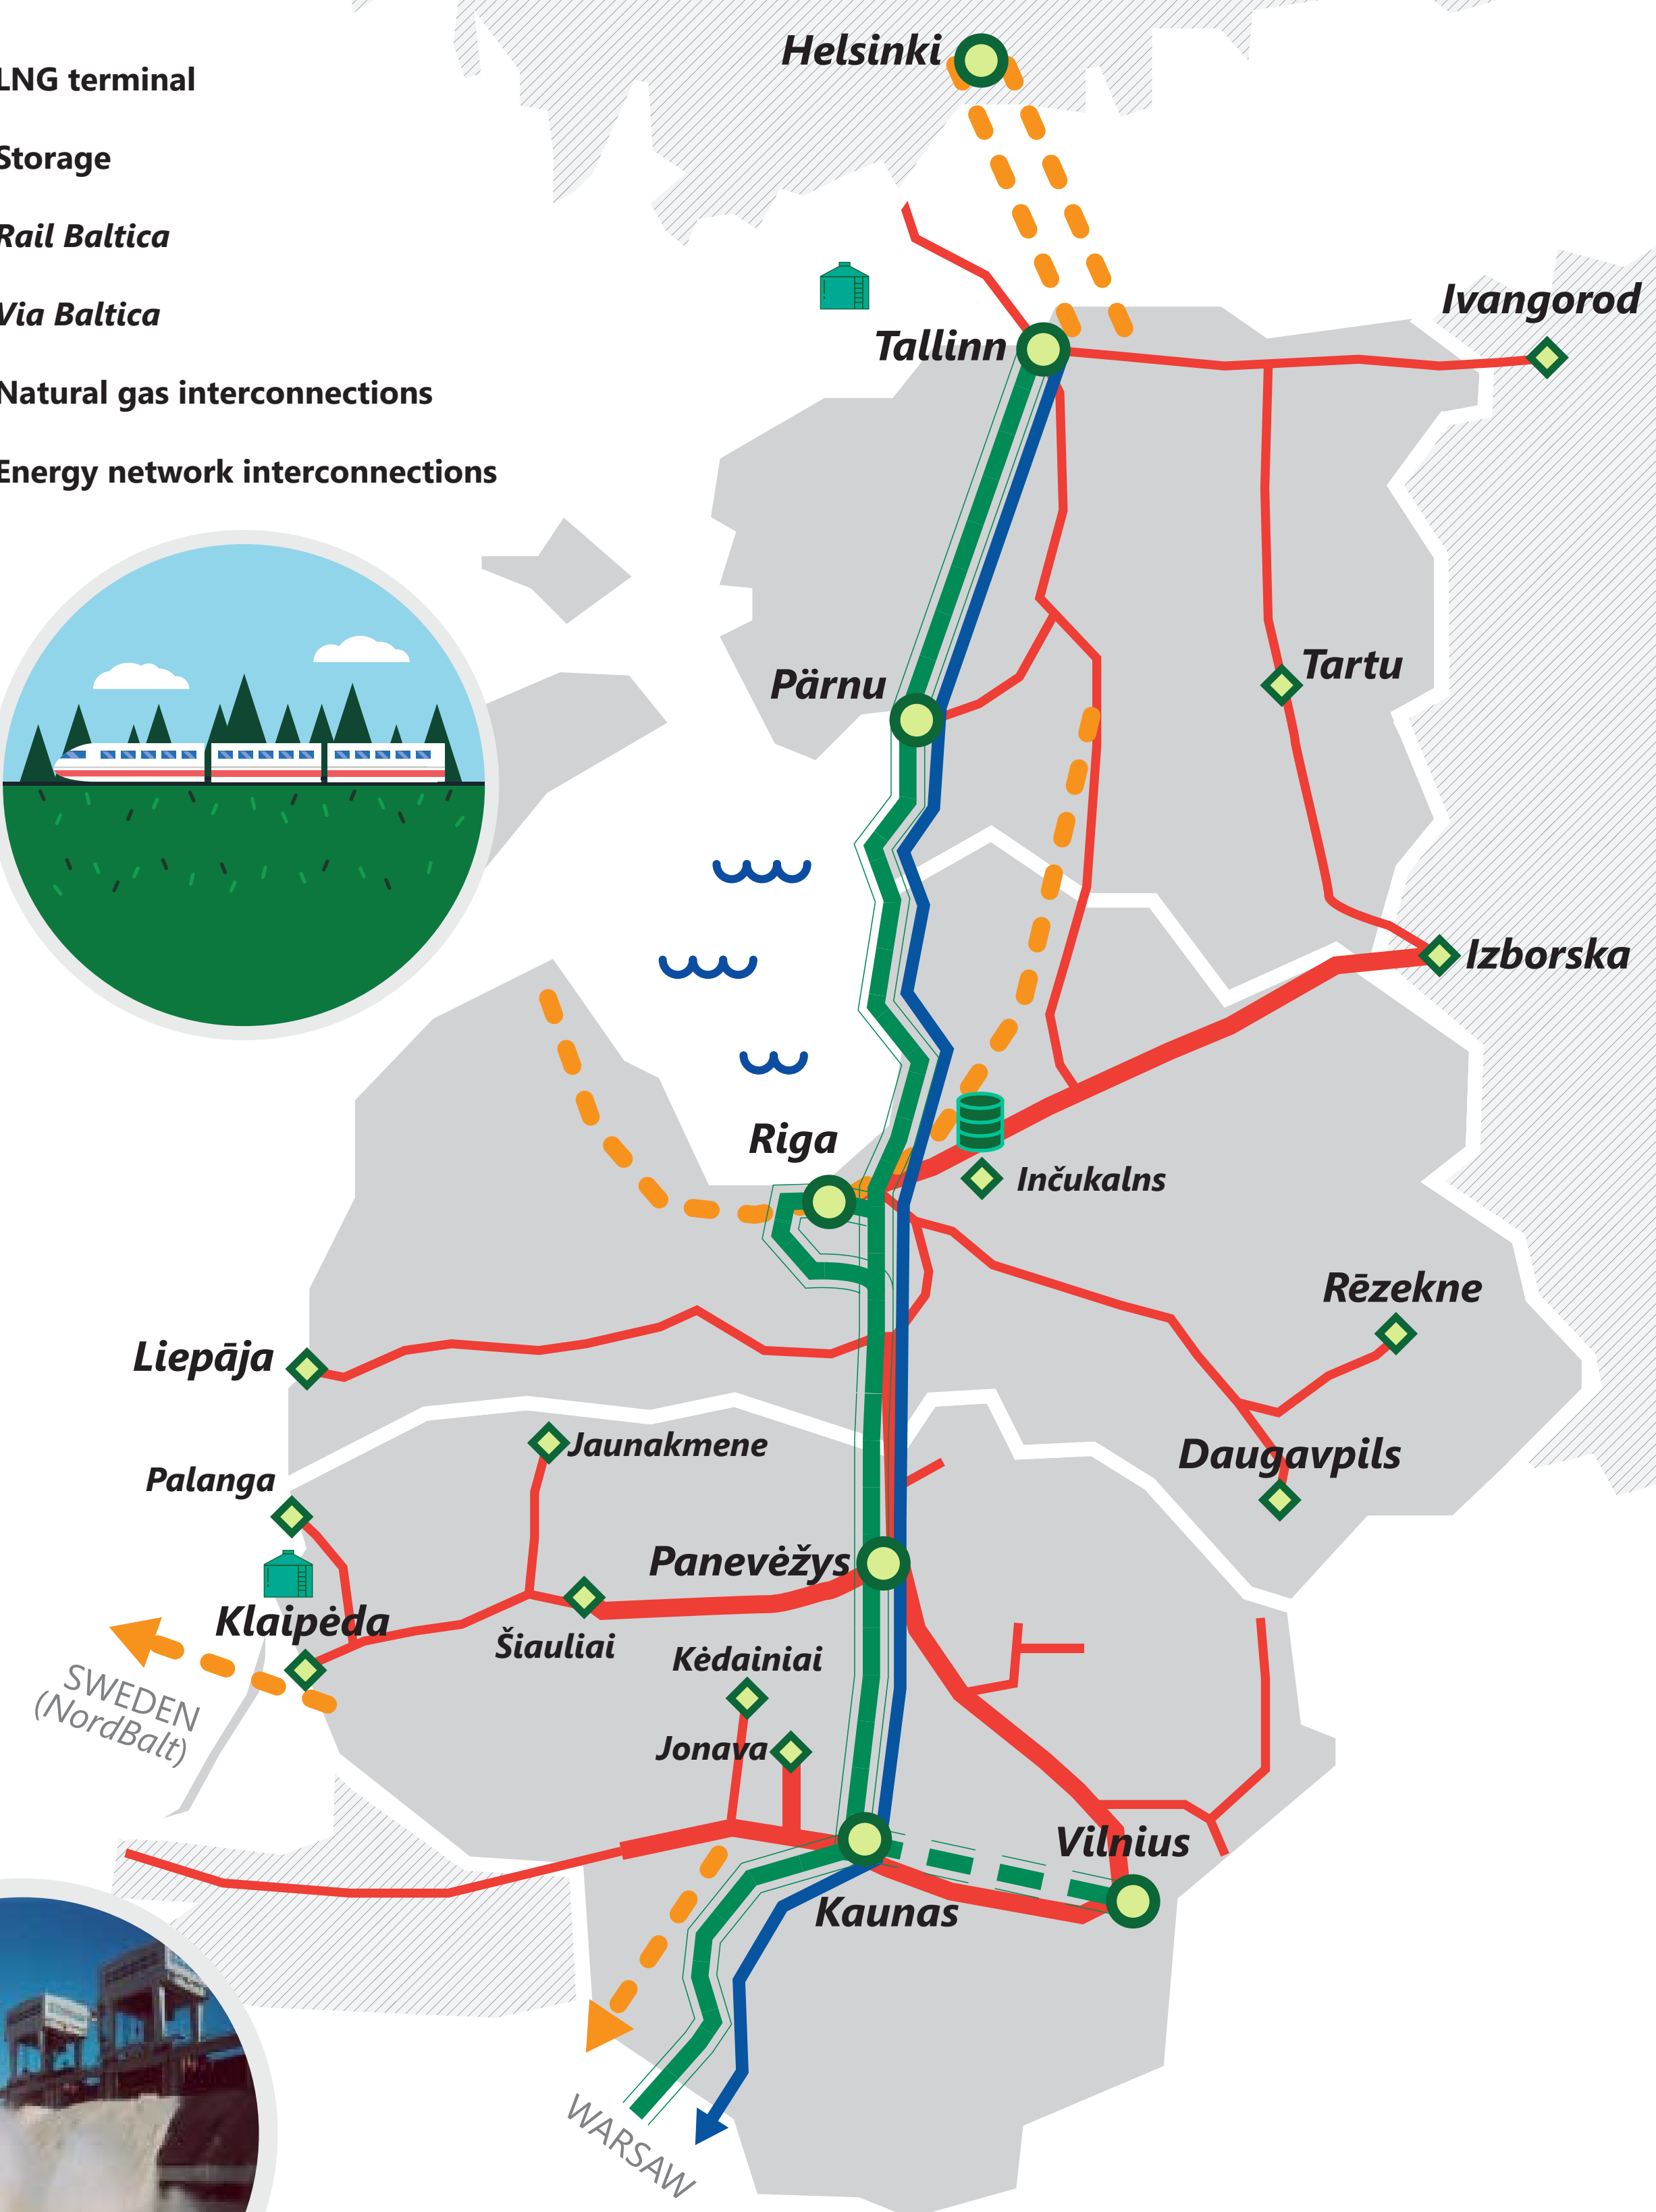 LNG terminal
Storage
Rail Baltica
Via Baltica
Natural gas interconnections
Energy network interconnections
Helsinki
Tallinn
Ivangorod
Pärnu
Tartu
Izborska
Riga
Inčukalns
Rēzekne
Liepāja
Daugavpils
Jaunakmene
Palanga
Panevėžys
Klaipėda
Šiauliai
Kėdainiai
SWEDEN
(NordBalt)
Jonava
Vilnius
Kaunas
WARSAW